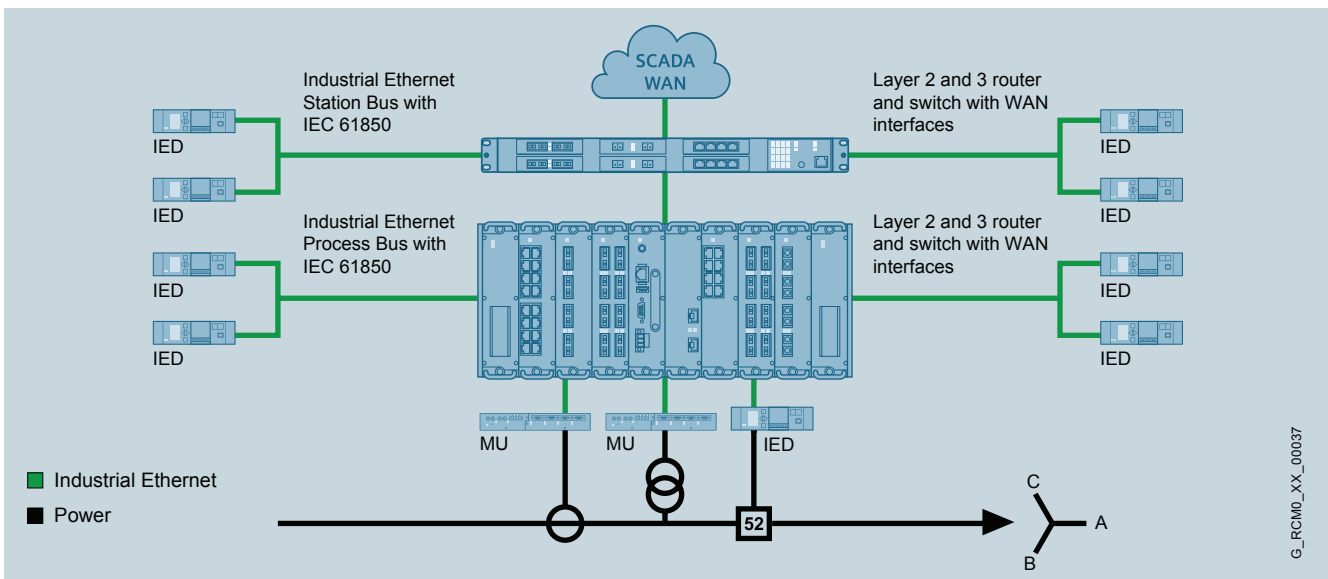 SCADA
WAN
Industrial Ethernet
Station Bus with
IEC 61850
Layer 2 and 3 router
and switch with WAN
interfaces
IED
IED
IED
IED
Industrial Ethernet
Process Bus with
IEC 61850
Layer 2 and 3 router
and switch with WAN
interfaces
IED
IED
IED
IED
MU
MU
IED
Industrial Ethernet
Power
52
C
A
B
G_RCM0_XX_00037